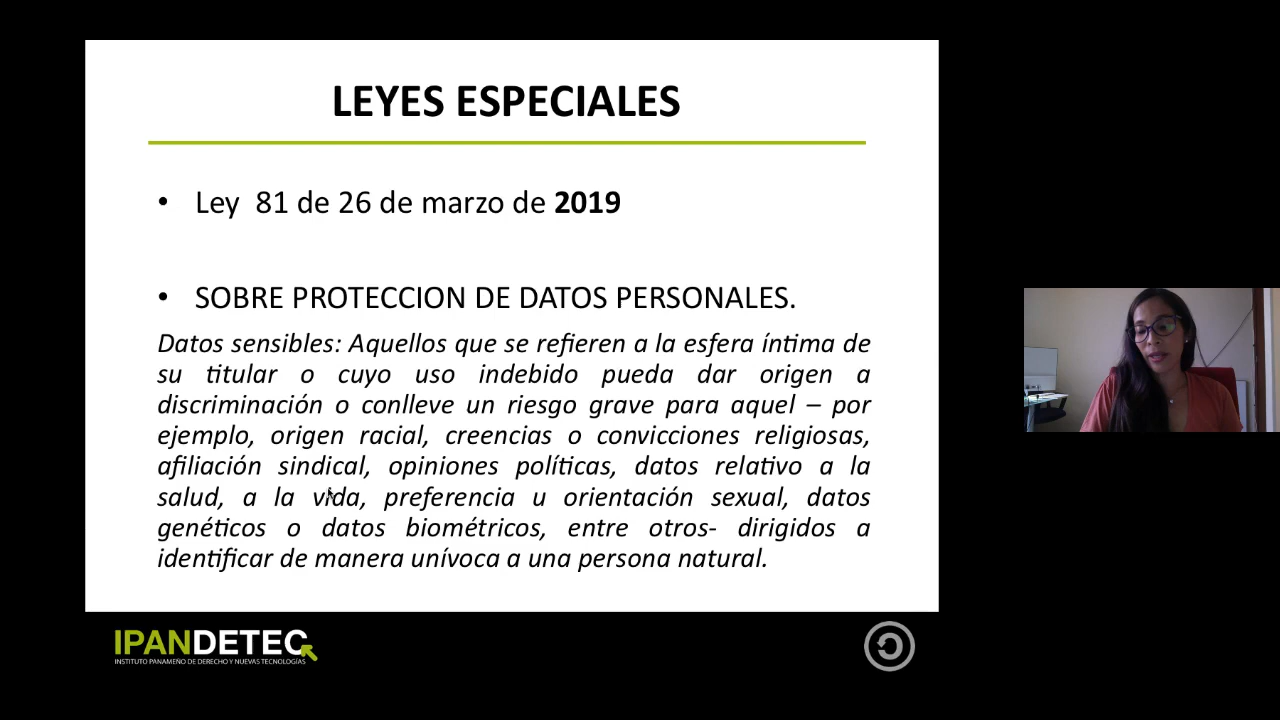 LEYES ESPECIALES
• Ley 81 de 26 de marzo de 2019
• SOBRE PROTECCION DE DATOS PERSONALES.
Datos sensibles: Aquellos que se refieren a la esfera íntima de
su titular o cuyo uso indebido pueda dar origen a
discriminación o conlleve un riesgo grave para aquel – por
ejemplo, origen racial, creencias o convicciones religiosas,
afiliación sindical, opiniones políticas, datos relativo a la
salud, a la vida, preferencia u orientación sexual, datos
genéticos o datos biométricos, entre otros- dirigidos a
identificar de manera unívoca a una persona natural.
IPANDETEC
INSTITUTO PANAMEÑO DE DERECHO Y NUEVAS TECNOLOGÍAS